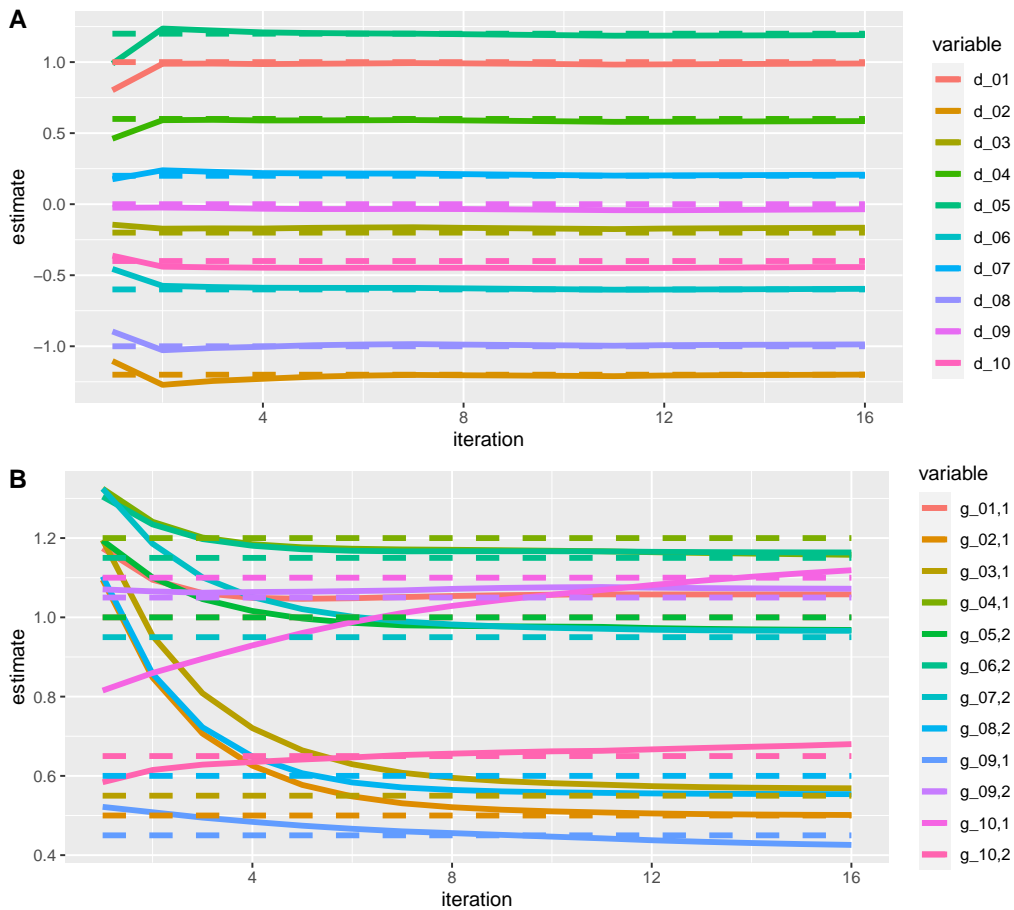 A
1.0
0.5
0.0
−0.5
−1.0
estimate
4
8
12
16
iteration
variable
d_01
d_02
d_03
d_04
d_05
d_06
d_07
d_08
d_09
d_10
B
1.2
1.0
0.8
0.6
0.4
estimate
4
8
12
16
iteration
variable
g_01,1
g_02,1
g_03,1
g_04,1
g_05,2
g_06,2
g_07,2
g_08,2
g_09,1
g_09,2
g_10,1
g_10,2